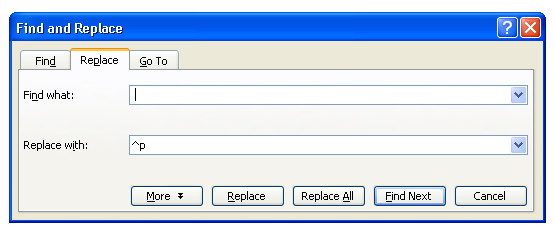 Find and Replace
Find Replace Go To
Find what:
Replace with: ^p
More Replace Replace All Find Next Cancel